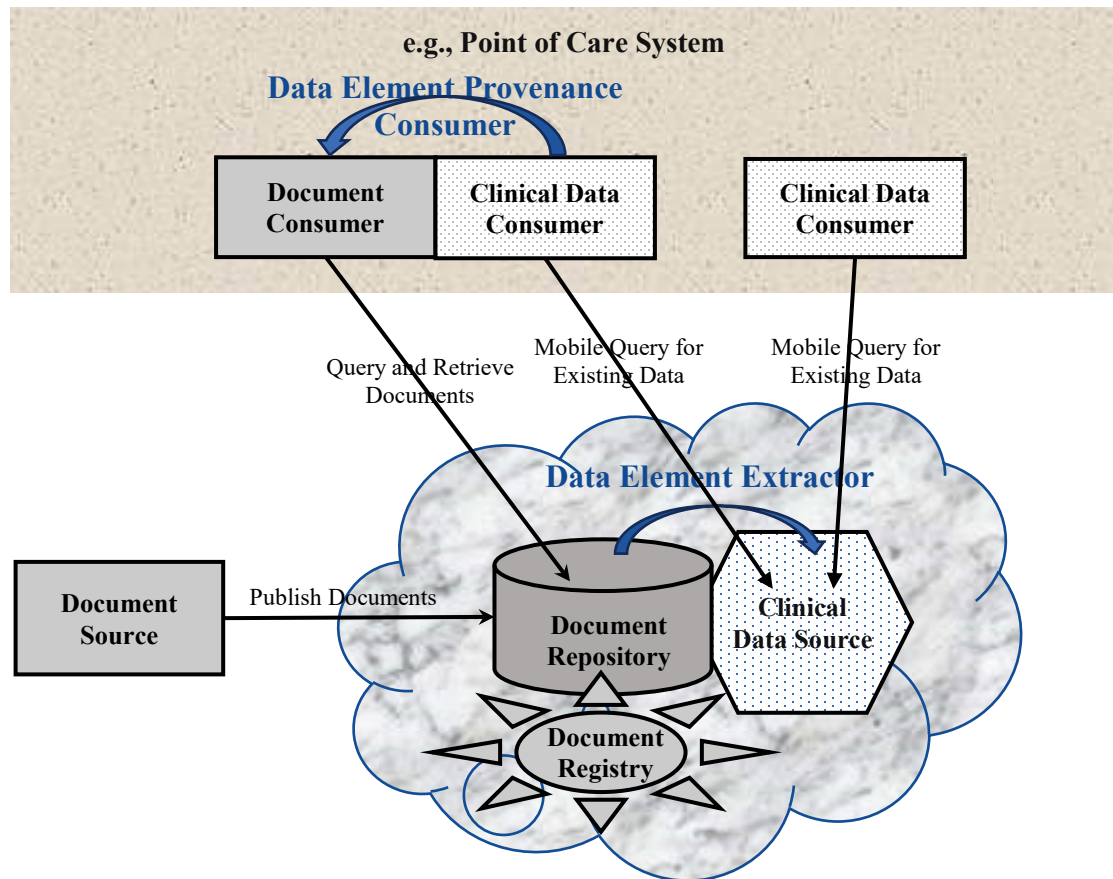 e.g., Point of Care System
Data Element Provenance
Consumer
Document
Consumer
Clinical Data
Consumer
Clinical Data
Consumer
Query and Retrieve
Documents
Mobile Query for
Existing Data
Mobile Query for
Existing Data
Data Element Extractor
Document
Source
Publish Documents
Document
Repository
Clinical
Data Source
Document
Registry